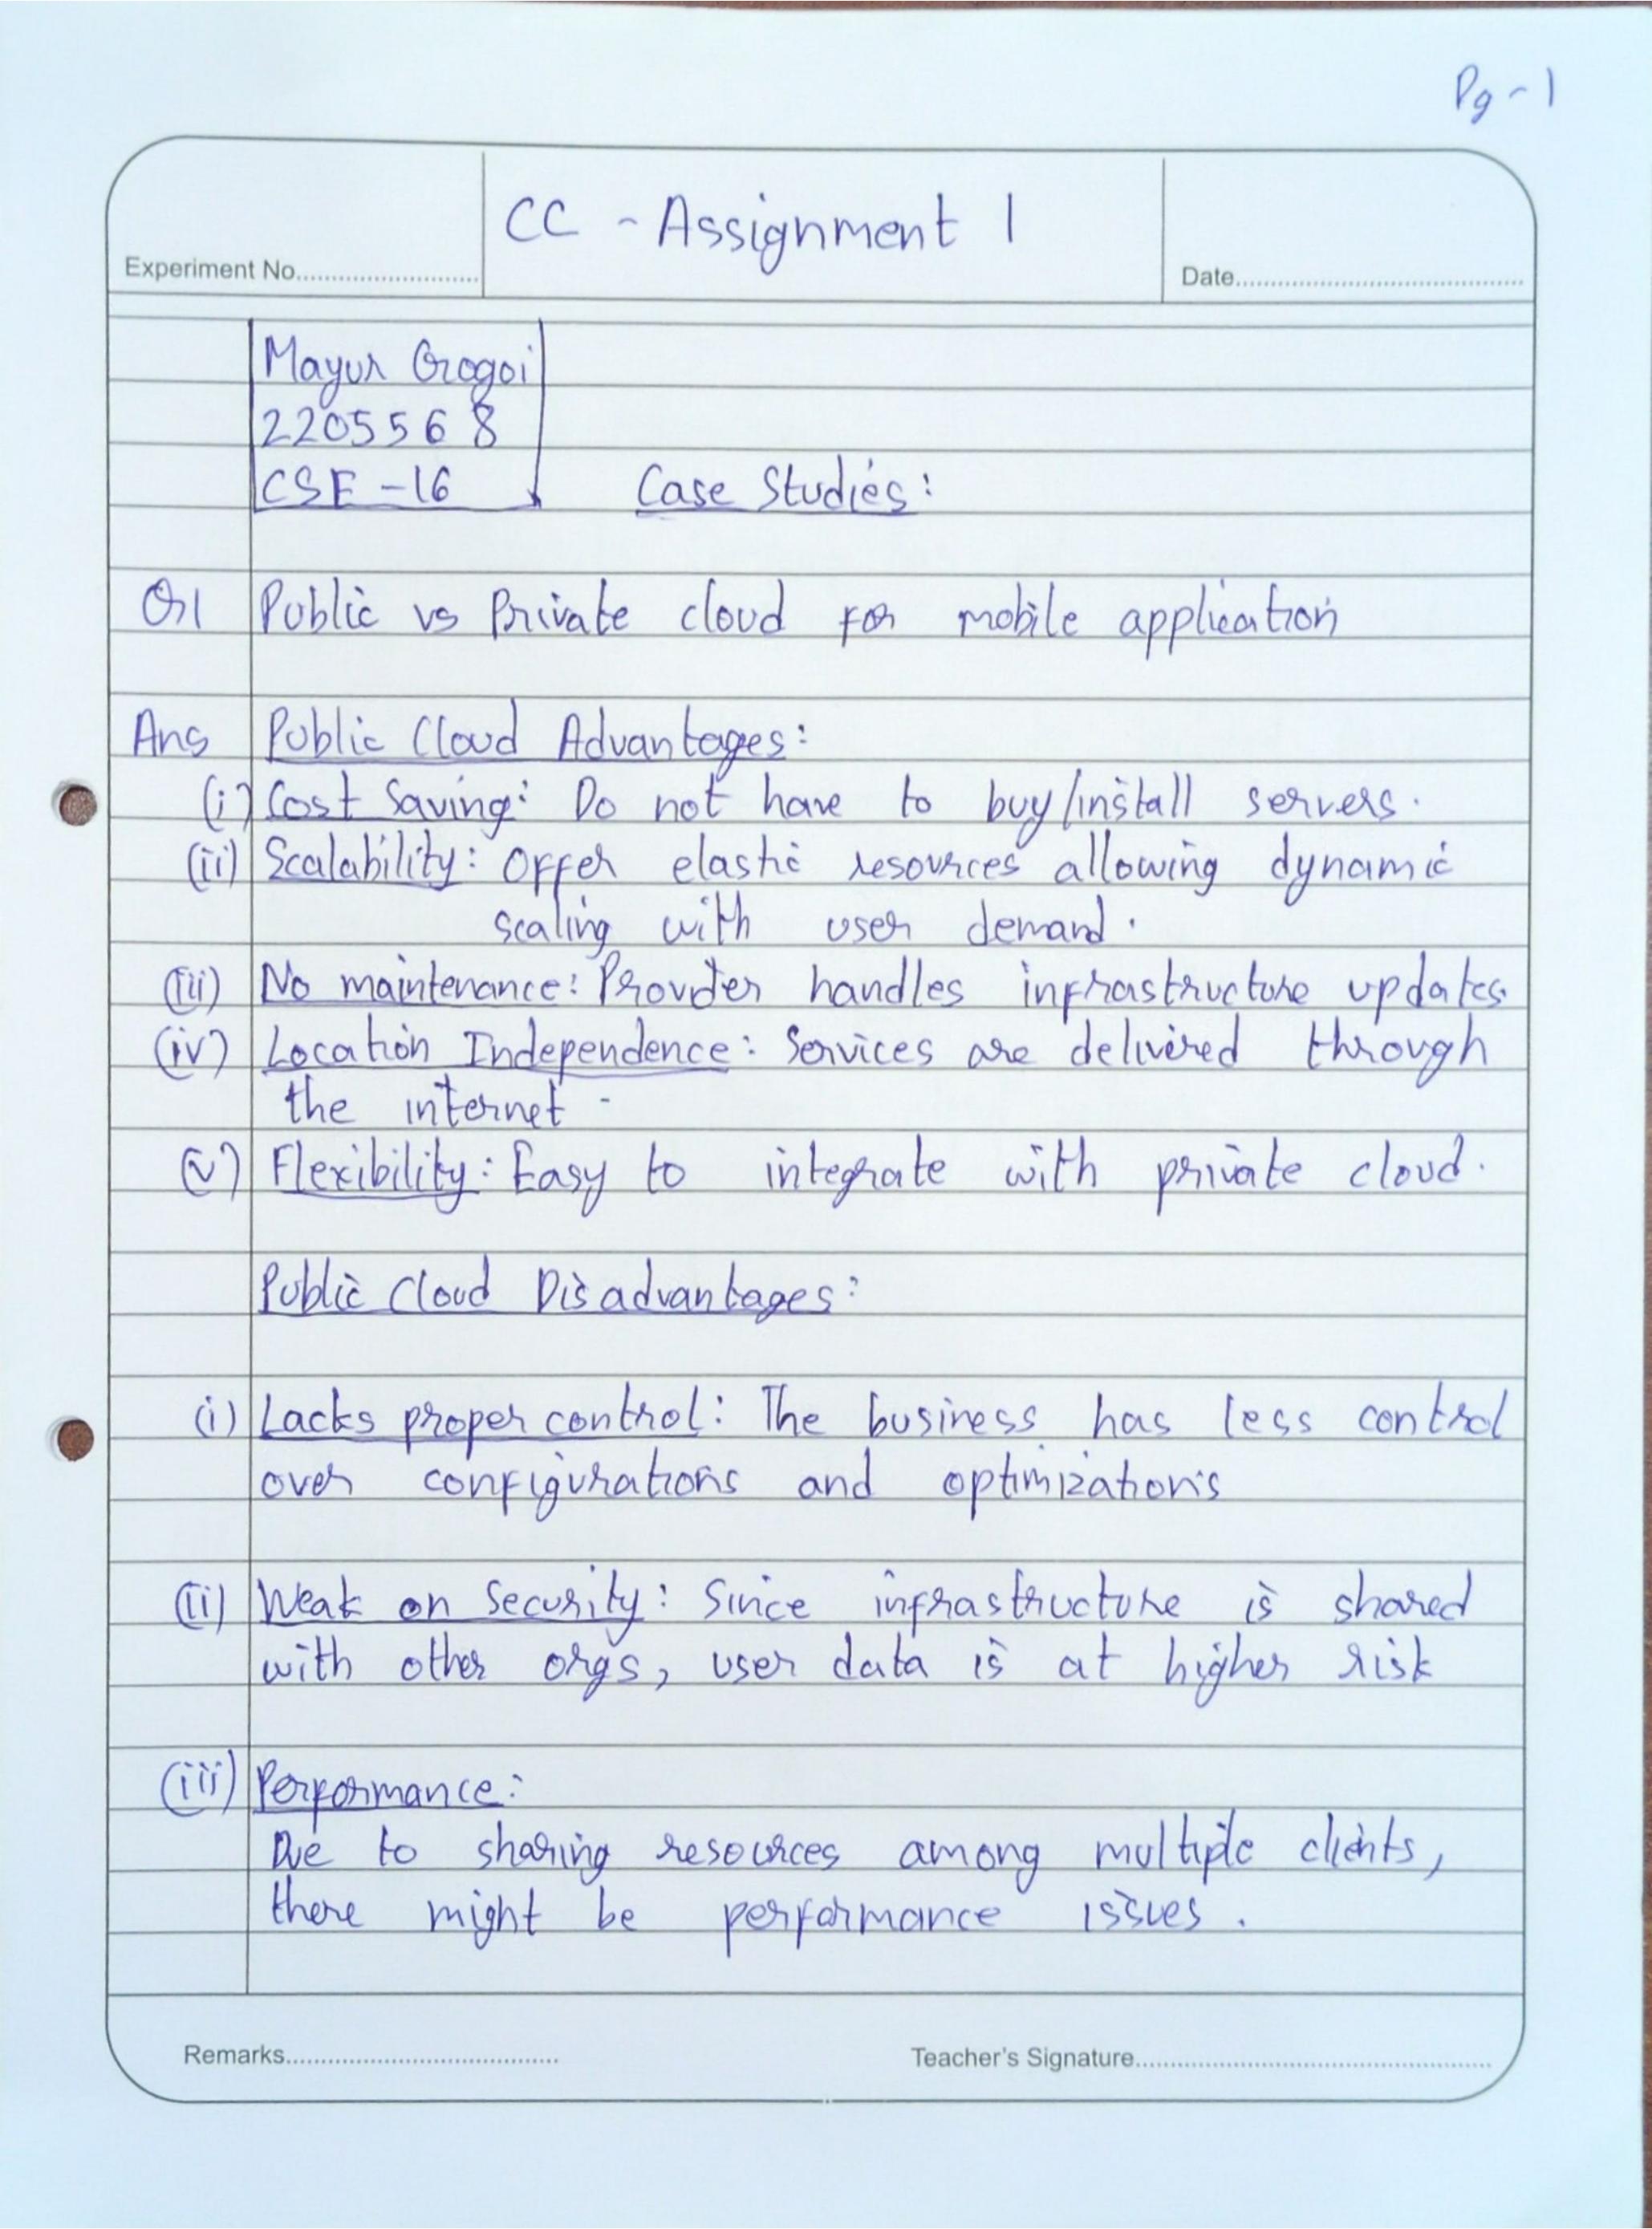 Pg - 1
CC - Assignment 1
Experiment No.
Date
Mayur Gogoi
2205568
CSE - 16
Case Studies:
Q1 Public vs Private cloud for mobile application
Ans Public Cloud Advantages:
(i) Cost Saving: Do not have to buy/install servers.
(ii) Scalability: Offer elastic resources allowing dynamic
scaling with user demand.
(iii) No maintenance: Provider handles infrastructure updates.
(iv) Location Independence: Services are delivered through
the internet.
(v) Flexibility: Easy to integrate with private cloud.
Public Cloud Disadvantages:
(i) Lacks proper control: The business has less control
over configurations and optimizations
(ii) Weak on Security: Since infrastructure is shared
with other orgs, user data is at higher risk
(iii) Performance:
Due to sharing resources among multiple clients,
there might be performance issues.
Remarks
Teacher's Signature